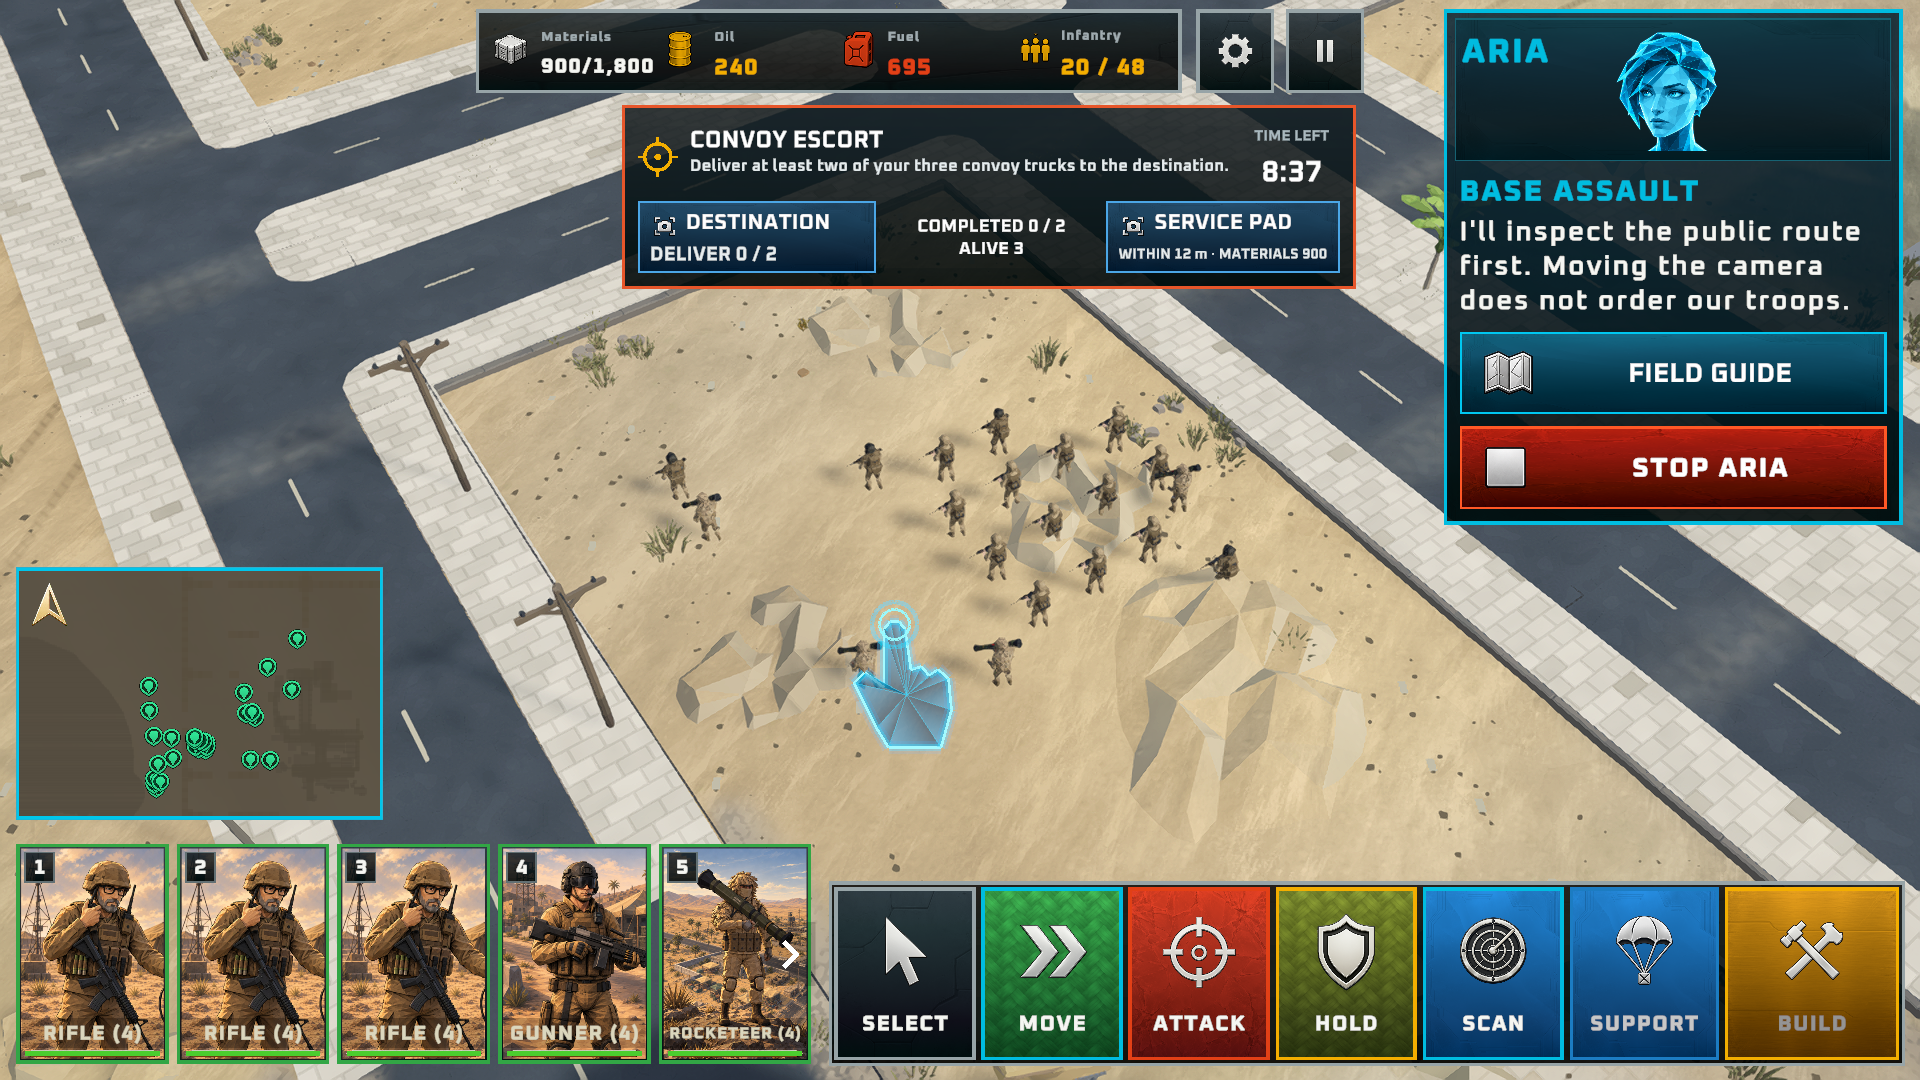 Materials
900/1,800
Oil
240
Fuel
695
Infantry
20 / 48
CONVOY ESCORT
Deliver at least two of your three convoy trucks to the destination.
TIME LEFT
8:37
DESTINATION
DELIVER 0 / 2
COMPLETED 0 / 2
ALIVE 3
SERVICE PAD
WITHIN 12 m · MATERIALS 900
ARIA
BASE ASSAULT
I'll inspect the public route
first. Moving the camera
does not order our troops.
FIELD GUIDE
STOP ARIA
1
RIFLE (4)
2
RIFLE (4)
3
RIFLE (4)
4
GUNNER (4)
5
ROCKETEER (4)
SELECT
MOVE
ATTACK
HOLD
SCAN
SUPPORT
BUILD